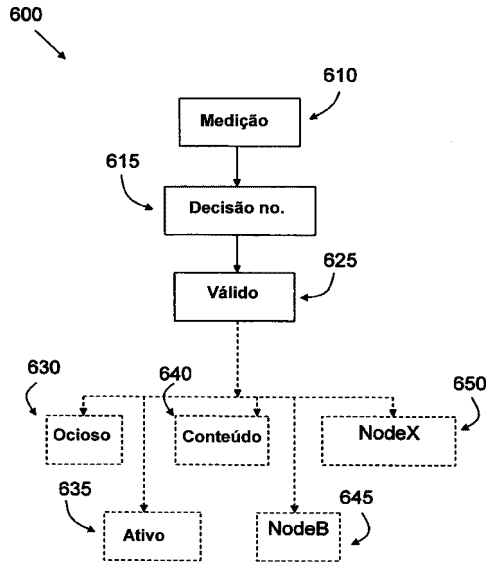 600
610
Medição
615
Decisão no.
625
Válido
630
640
650
Ocioso
Conteúdo
NodeX
635
645
Ativo
NodeB